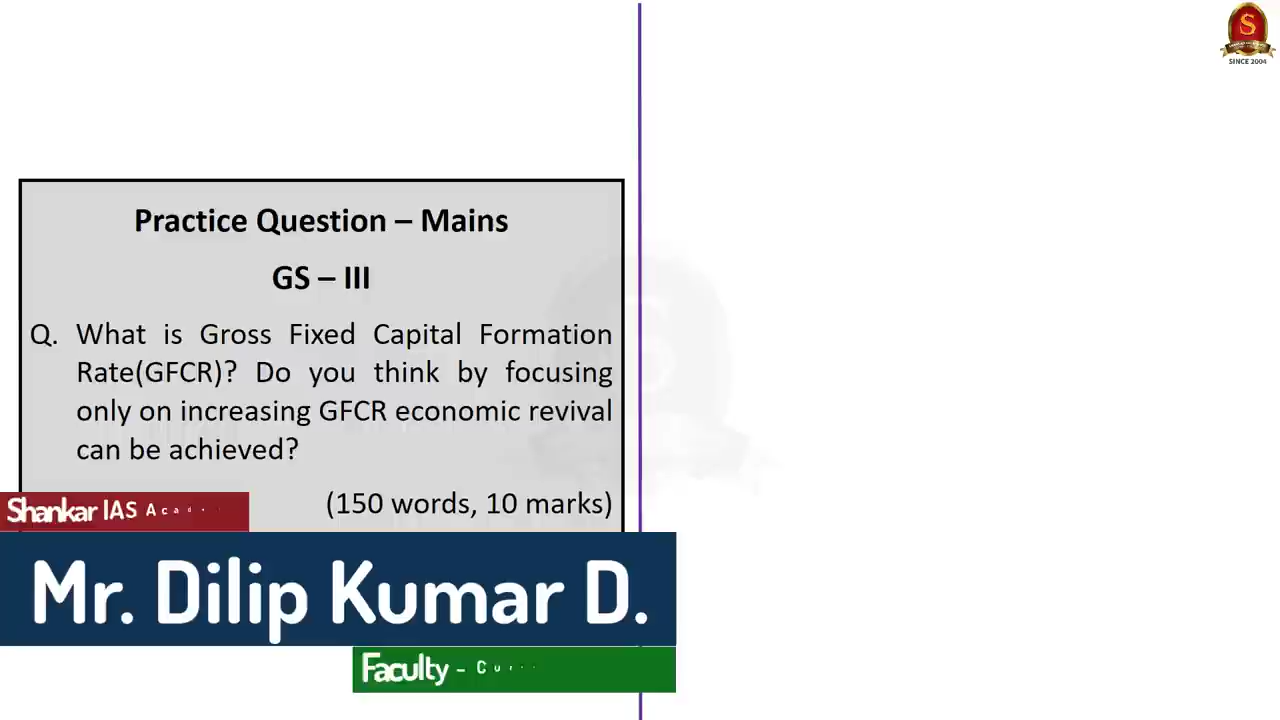 S
SINCE 2004
Practice Question – Mains
GS – III
Q. What is Gross Fixed Capital Formation
Rate(GFCR)? Do you think by focusing
only on increasing GFCR economic revival
can be achieved?
(150 words, 10 marks)
Shankar IAS Acad
Mr. Dilip Kumar D.
Faculty - Cur